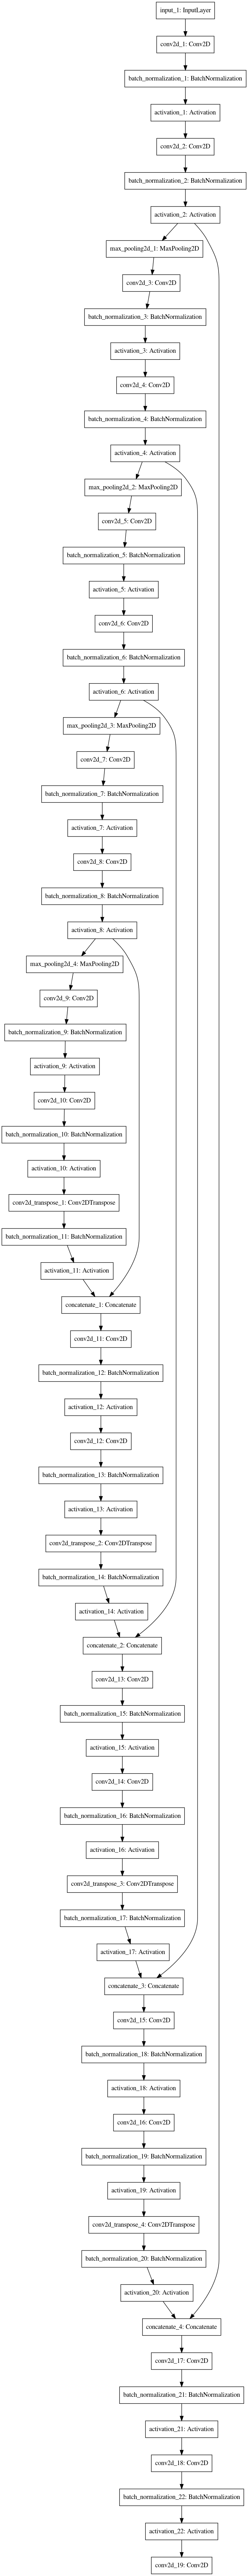 input_1: InputLayer
conv2d_1: Conv2D
batch_normalization_1: BatchNormalization
activation_1: Activation
conv2d_2: Conv2D
batch_normalization_2: BatchNormalization
activation_2: Activation
max_pooling2d_1: MaxPooling2D
conv2d_3: Conv2D
batch_normalization_3: BatchNormalization
activation_3: Activation
conv2d_4: Conv2D
batch_normalization_4: BatchNormalization
activation_4: Activation
max_pooling2d_2: MaxPooling2D
conv2d_5: Conv2D
batch_normalization_5: BatchNormalization
activation_5: Activation
conv2d_6: Conv2D
batch_normalization_6: BatchNormalization
activation_6: Activation
max_pooling2d_3: MaxPooling2D
conv2d_7: Conv2D
batch_normalization_7: BatchNormalization
activation_7: Activation
conv2d_8: Conv2D
batch_normalization_8: BatchNormalization
activation_8: Activation
max_pooling2d_4: MaxPooling2D
conv2d_9: Conv2D
batch_normalization_9: BatchNormalization
activation_9: Activation
conv2d_10: Conv2D
batch_normalization_10: BatchNormalization
activation_10: Activation
conv2d_transpose_1: Conv2DTranspose
batch_normalization_11: BatchNormalization
activation_11: Activation
concatenate_1: Concatenate
conv2d_11: Conv2D
batch_normalization_12: BatchNormalization
activation_12: Activation
conv2d_12: Conv2D
batch_normalization_13: BatchNormalization
activation_13: Activation
conv2d_transpose_2: Conv2DTranspose
batch_normalization_14: BatchNormalization
activation_14: Activation
concatenate_2: Concatenate
conv2d_13: Conv2D
batch_normalization_15: BatchNormalization
activation_15: Activation
conv2d_14: Conv2D
batch_normalization_16: BatchNormalization
activation_16: Activation
conv2d_transpose_3: Conv2DTranspose
batch_normalization_17: BatchNormalization
activation_17: Activation
concatenate_3: Concatenate
conv2d_15: Conv2D
batch_normalization_18: BatchNormalization
activation_18: Activation
conv2d_16: Conv2D
batch_normalization_19: BatchNormalization
activation_19: Activation
conv2d_transpose_4: Conv2DTranspose
batch_normalization_20: BatchNormalization
activation_20: Activation
concatenate_4: Concatenate
conv2d_17: Conv2D
batch_normalization_21: BatchNormalization
activation_21: Activation
conv2d_18: Conv2D
batch_normalization_22: BatchNormalization
activation_22: Activation
conv2d_19: Conv2D